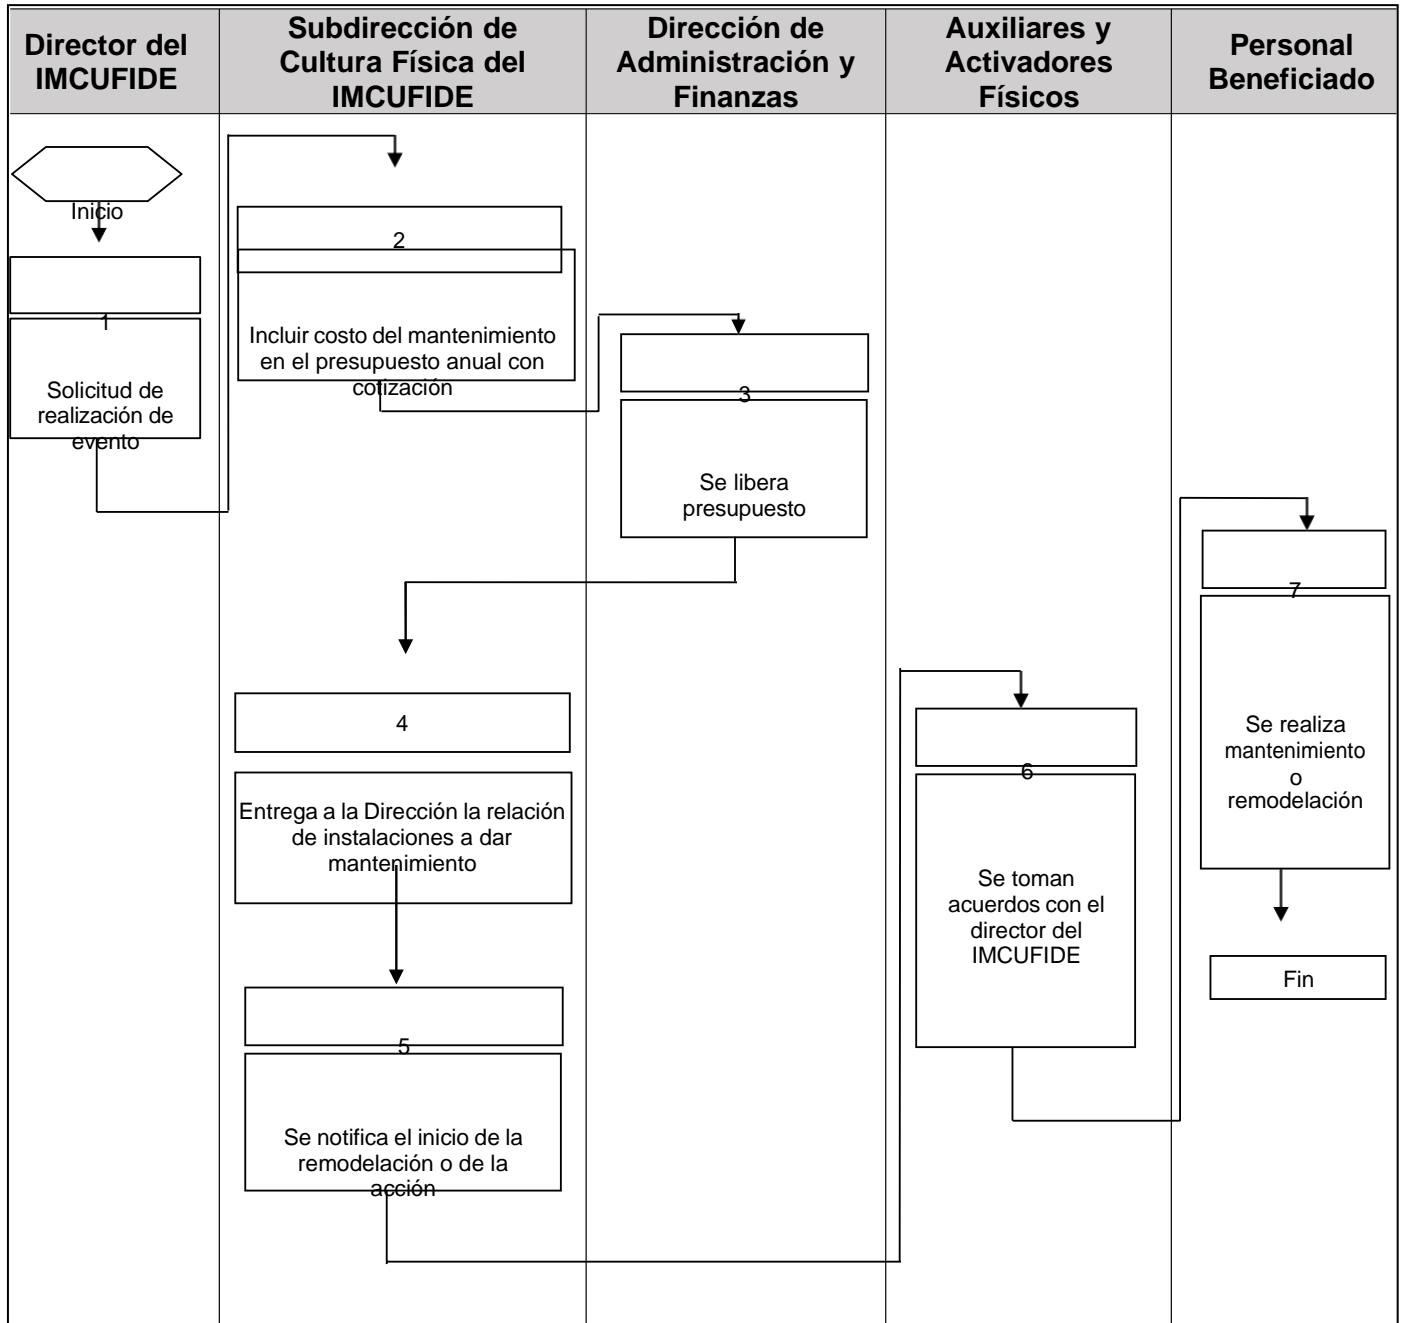 Director del
IMCUFIDE
Subdirección de
Cultura Física del
IMCUFIDE
Dirección de
Administración y
Finanzas
Auxiliares y
Activadores
Físicos
Personal
Beneficiado
Inicio
1
Solicitud de
realización de
evento
2
Incluir costo del mantenimiento
en el presupuesto anual con
cotización
3
Se libera
presupuesto
4
Entrega a la Dirección la relación
de instalaciones a dar
mantenimiento
5
Se notifica el inicio de la
remodelación o de la
acción
6
Se toman
acuerdos con el
director del
IMCUFIDE
7
Se realiza
mantenimiento
o
remodelación
Fin